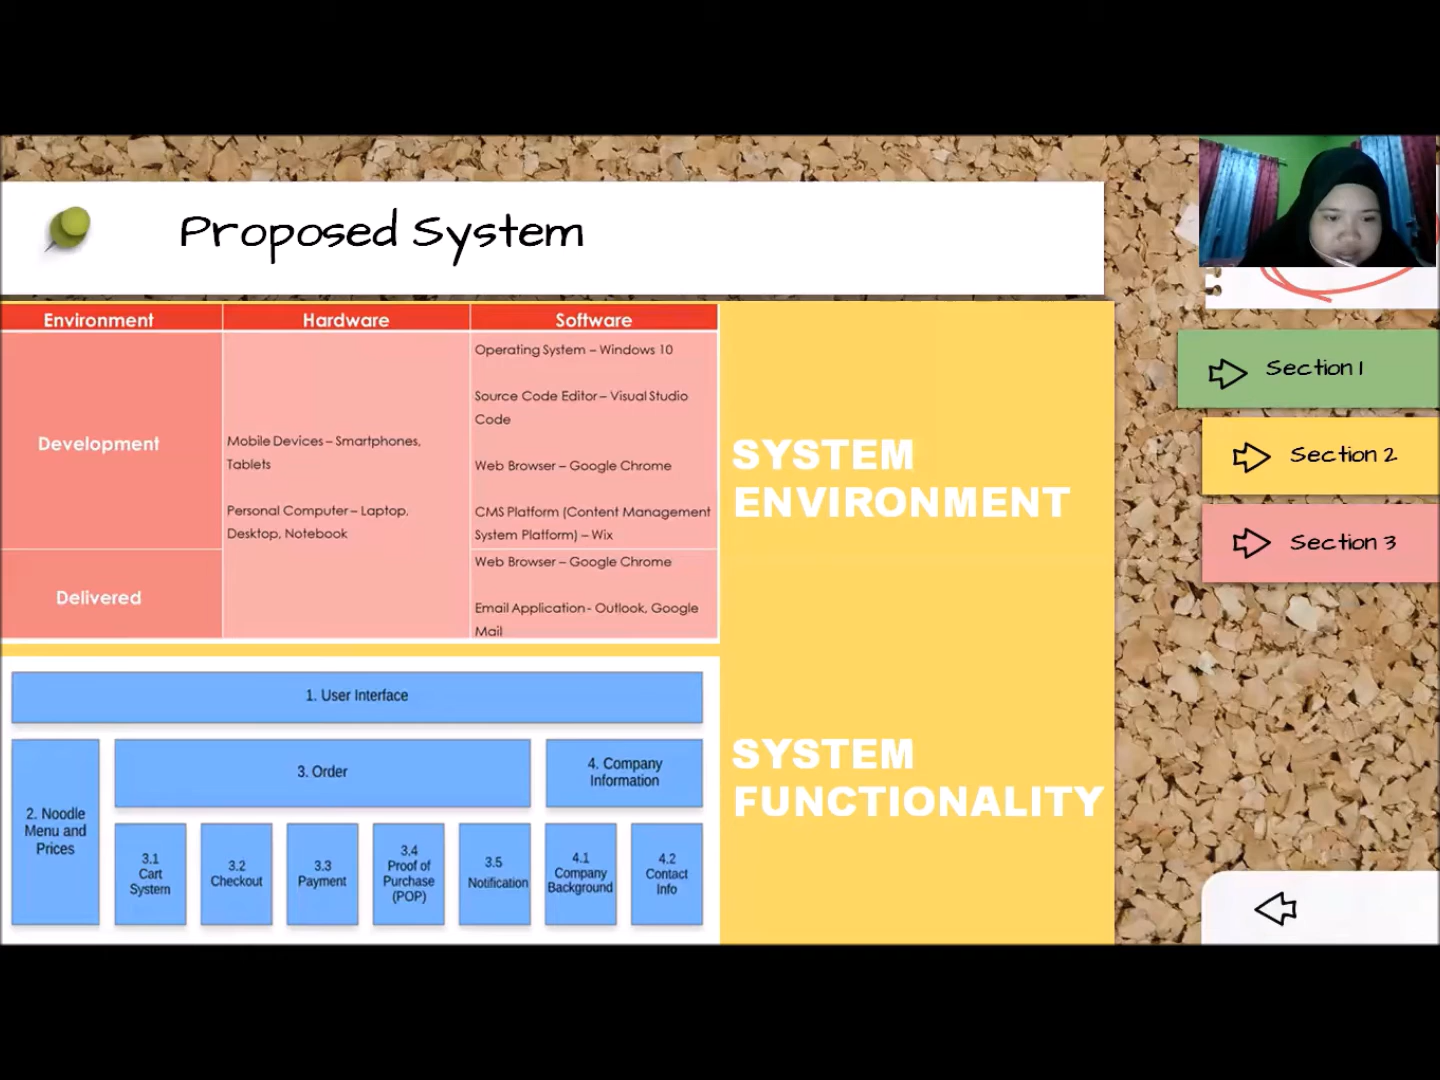 Proposed System
Environment
Hardware
Software
Development
Mobile Devices – Smartphones,
Tablets
Personal Computer – Laptop,
Desktop, Notebook
Operating System – Windows 10
Source Code Editor – Visual Studio
Code
Web Browser – Google Chrome
CMS Platform (Content Management
System Platform) – Wix
Delivered
Web Browser – Google Chrome
Email Application- Outlook, Google
Mail
SYSTEM
ENVIRONMENT
1. User Interface
2. Noodle
Menu and
Prices
3. Order
4. Company
Information
3.1
Cart
System
3.2
Checkout
3.3
Payment
3.4
Proof of
Purchase
(POP)
3.5
Notification
4.1
Company
Background
4.2
Contact
Info
SYSTEM
FUNCTIONALITY
Section 1
Section 2
Section 3